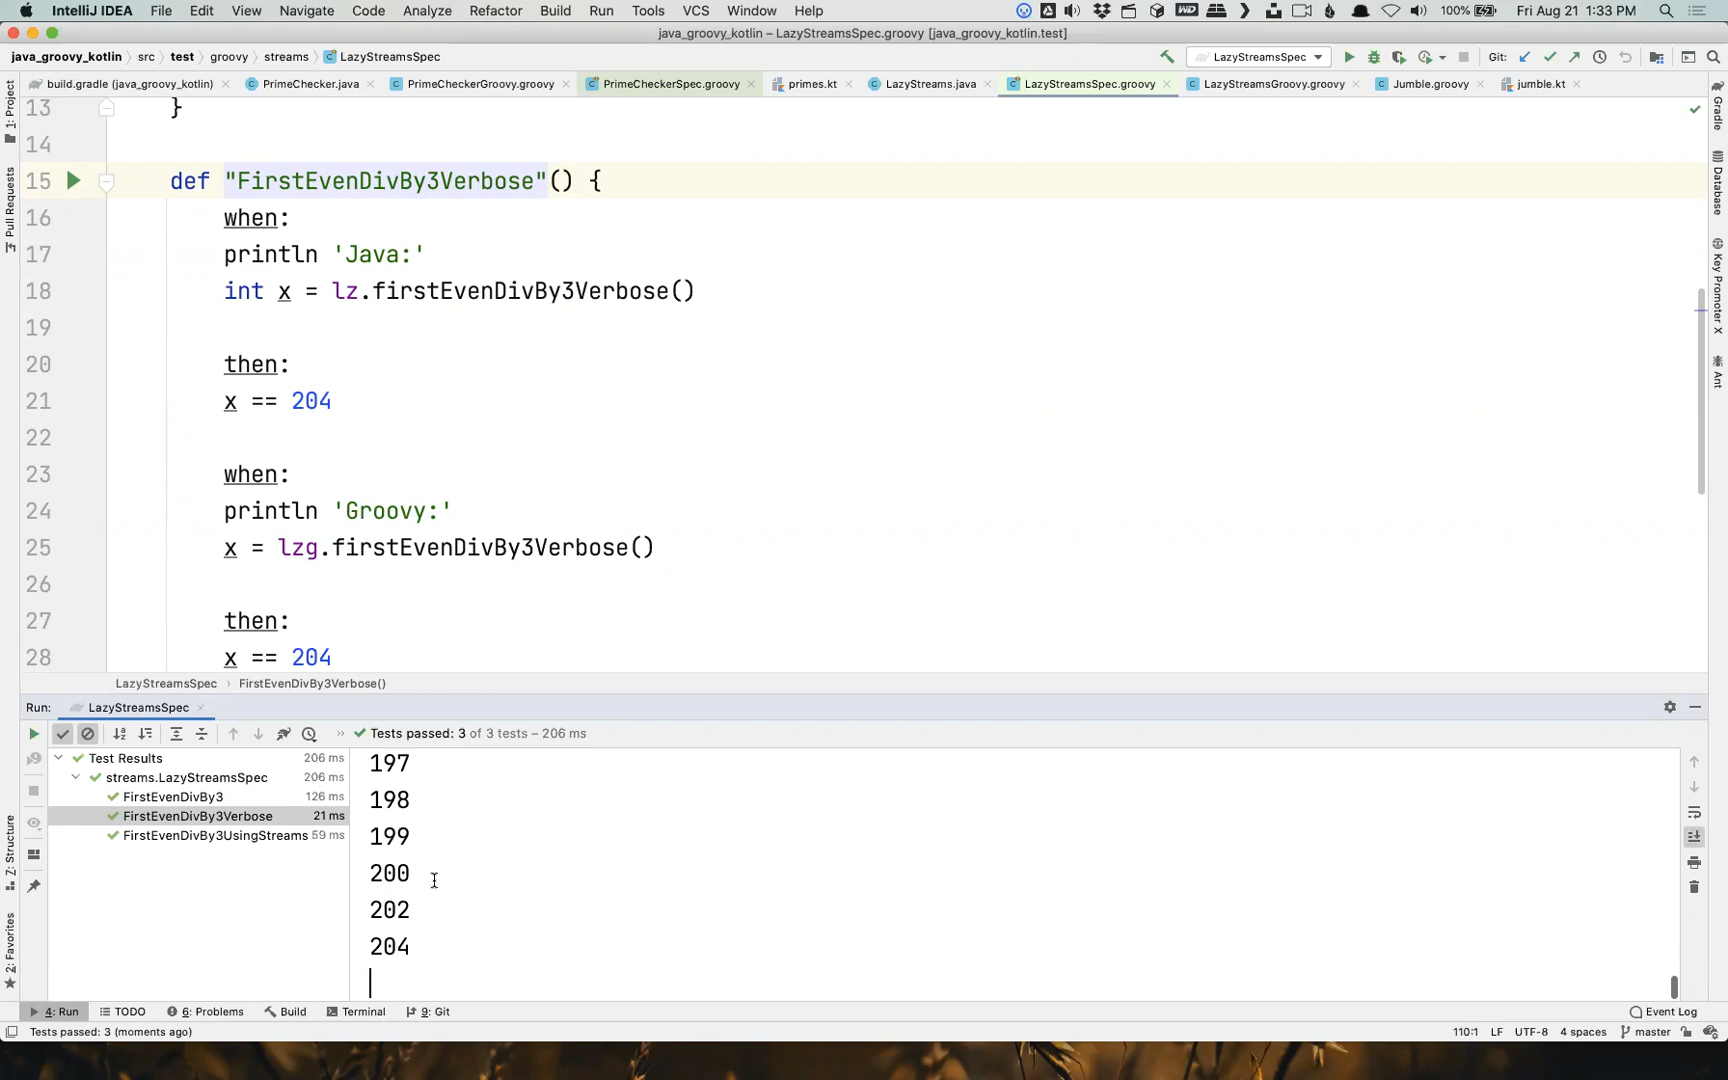 IntelliJ IDEA File Edit View Navigate Code Analyze Refactor Build Run Tools VCS Window Help 100% Fri Aug 21 1:33 PM
java_groovy_kotlin – LazyStreamsSpec.groovy [java_groovy_kotlin.test]
java_groovy_kotlin › src › test › groovy › streams › LazyStreamsSpec LazyStreamsSpec Git:
build.gradle (java_groovy_kotlin) PrimeChecker.java PrimeCheckerGroovy.groovy PrimeCheckerSpec.groovy primes.kt LazyStreams.java LazyStreamsSpec.groovy LazyStreamsGroovy.groovy Jumble.groovy jumble.kt
1: Project
Pull Requests
Z: Structure
2: Favorites
13 }
14
15 def "FirstEvenDivBy3Verbose"() {
16 when:
17 println 'Java:'
18 int x = lz.firstEvenDivBy3Verbose()
19
20 then:
21 x == 204
22
23 when:
24 println 'Groovy:'
25 x = lzg.firstEvenDivBy3Verbose()
26
27 then:
28 x == 204
Gradle
Database
Key Promoter X
Ant
LazyStreamsSpec › FirstEvenDivBy3Verbose()
Run: LazyStreamsSpec
» Tests passed: 3 of 3 tests – 206 ms
Test Results 206 ms
streams.LazyStreamsSpec 206 ms
FirstEvenDivBy3 126 ms
FirstEvenDivBy3Verbose 21 ms
FirstEvenDivBy3UsingStreams 59 ms
197
198
199
200
202
204
4: Run TODO 6: Problems Build Terminal 9: Git Event Log
Tests passed: 3 (moments ago) 110:1 LF UTF-8 4 spaces master